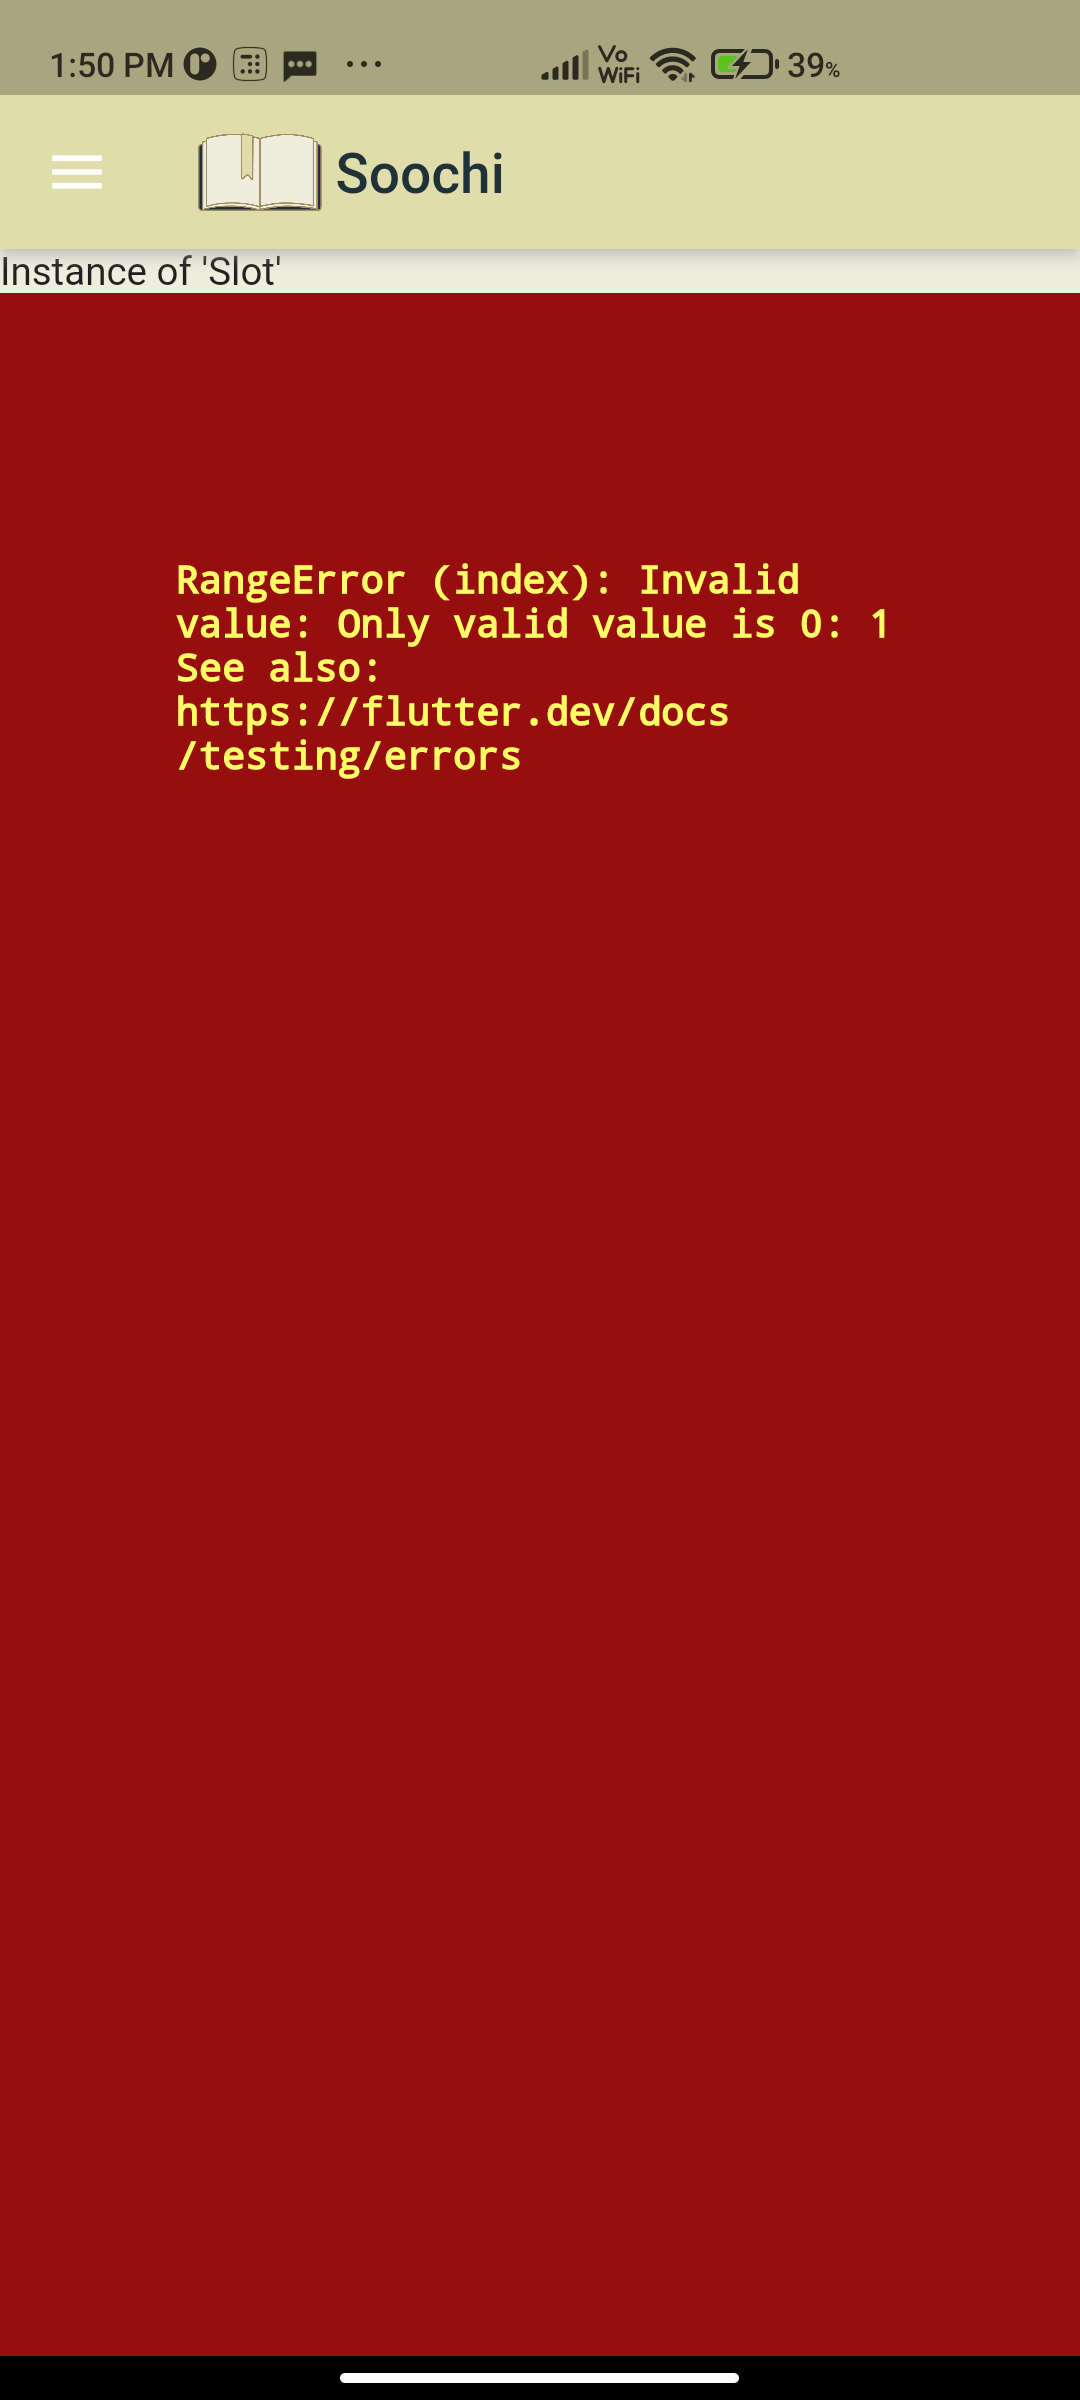 1:50 PM
Vo
WiFi
39%
Soochi
Instance of 'Slot'
RangeError (index): Invalid
value: Only valid value is 0: 1
See also:
https://flutter.dev/docs
/testing/errors